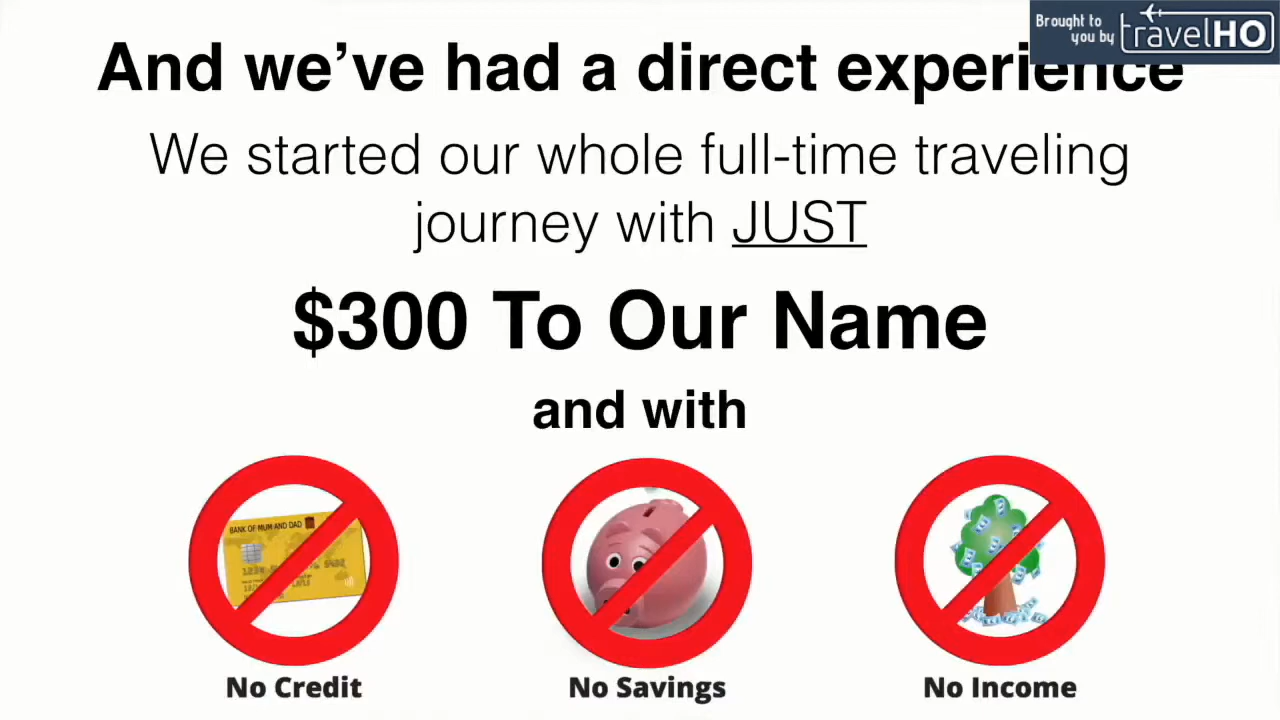 Brought to
you by travelHO
And we've had a direct experience
We started our whole full-time traveling
journey with JUST
$300 To Our Name
and with
BANK OF MUM AND DAD
No Credit
No Savings
No Income